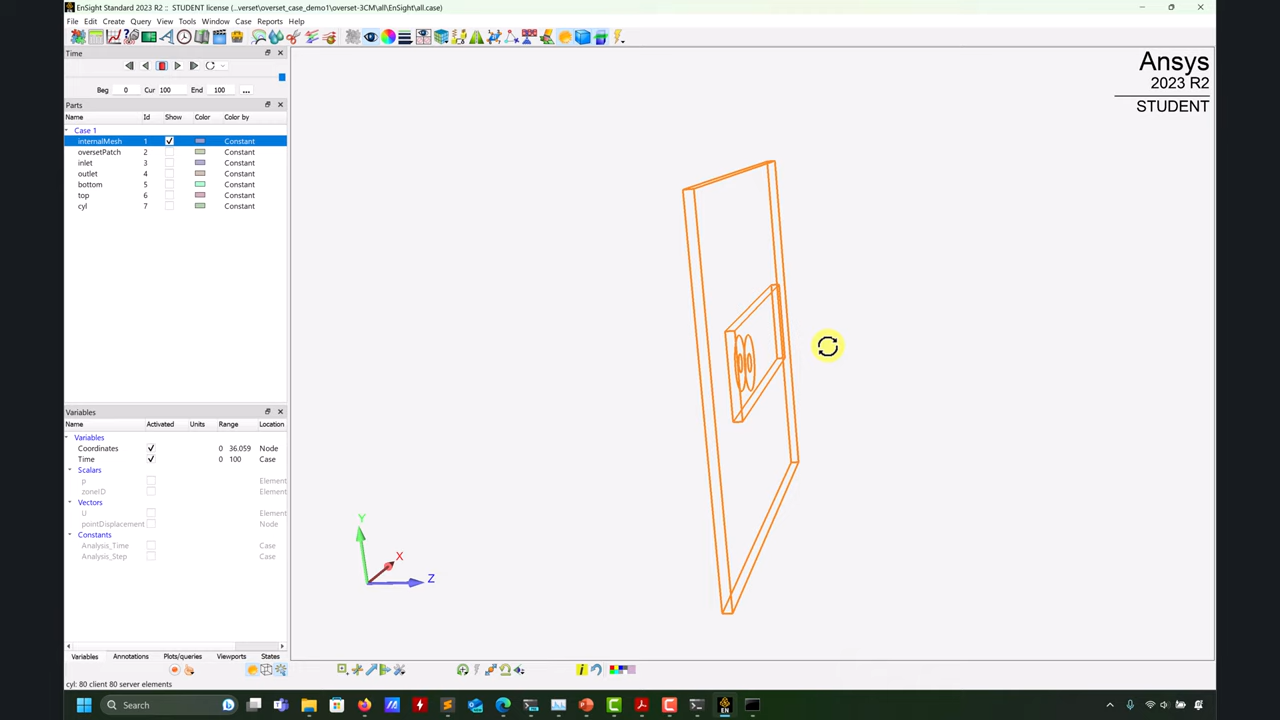 EnSight Standard 2023 R2 :: STUDENT license (...verset\overset_case_demo1\overset-3CM\all\EnSight\all.case)
File Edit Create Query View Tools Window Case Reports Help
Time
Beg 0 Cur 100 End 100 ...
Parts
Name Id Show Color Color by
Case 1
internalMesh 1 Constant
oversetPatch 2 Constant
inlet 3 Constant
outlet 4 Constant
bottom 5 Constant
top 6 Constant
cyl 7 Constant
Variables
Name Activated Units Range Location
Variables
Coordinates 0 36.059 Node
Time 0 100 Case
Scalars
p Element
zoneID Element
Vectors
U Element
pointDisplacement Node
Constants
Analysis_Time Case
Analysis_Step Case
Variables Annotations Plots/queries Viewports States
cyl: 80 client 80 server elements
Ansys
2023 R2
STUDENT
Y
X
Z
Search
EN